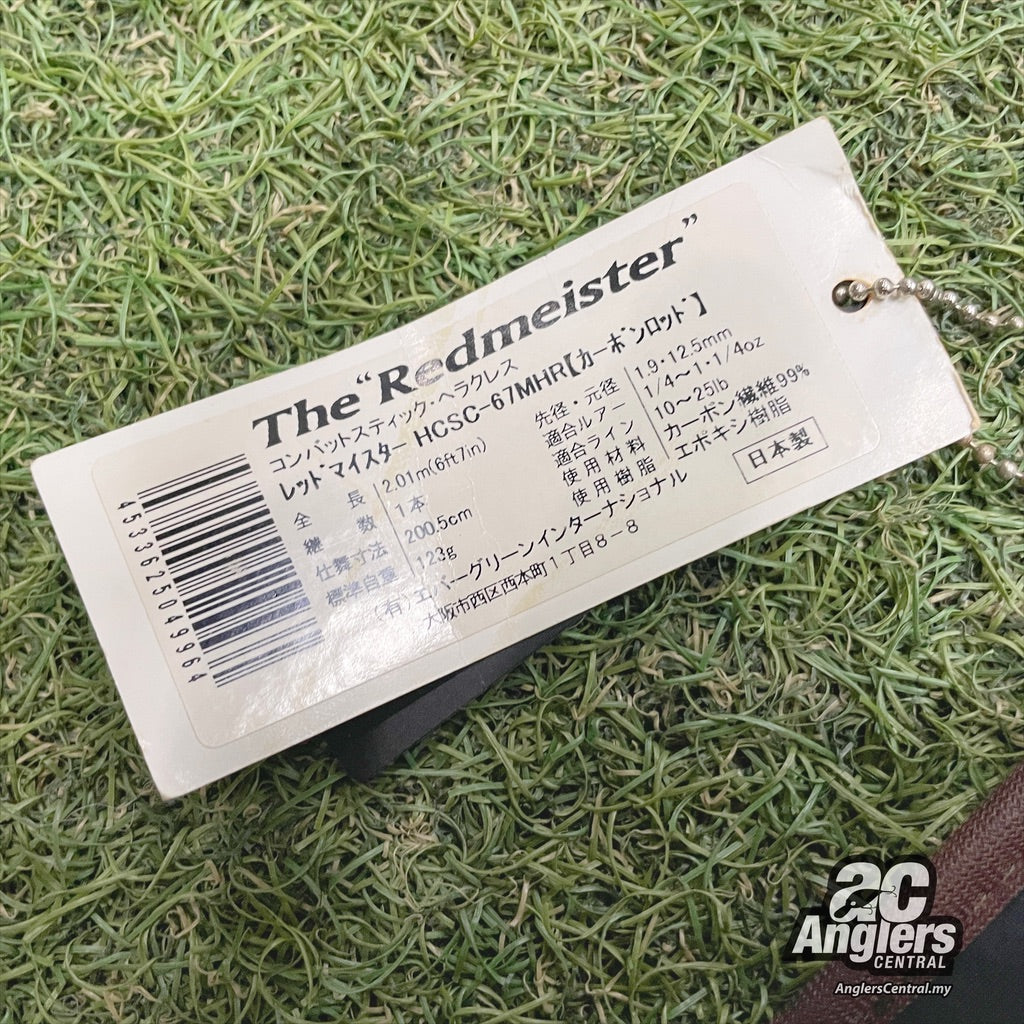 The “Redmeister”
コンバットスティック・ヘラクレス
レッドマイスター HCSC-67MHR【カーボンロッド】
全長 2.01m(6ft7in)
継数 1本
仕舞寸法 200.5cm
標準自重 123g
先径・元径 1.9・12.5mm
適合ルアー 1/4〜1・1/4oz
適合ライン 10〜25lb
使用材料 カーボン繊維99%
使用樹脂 エポキシ樹脂
(有)エバーグリーンインターナショナル
日本製
大阪市西区西本町1丁目8-8
4533625049964
ac
Anglers
CENTRAL
AnglersCentral.my